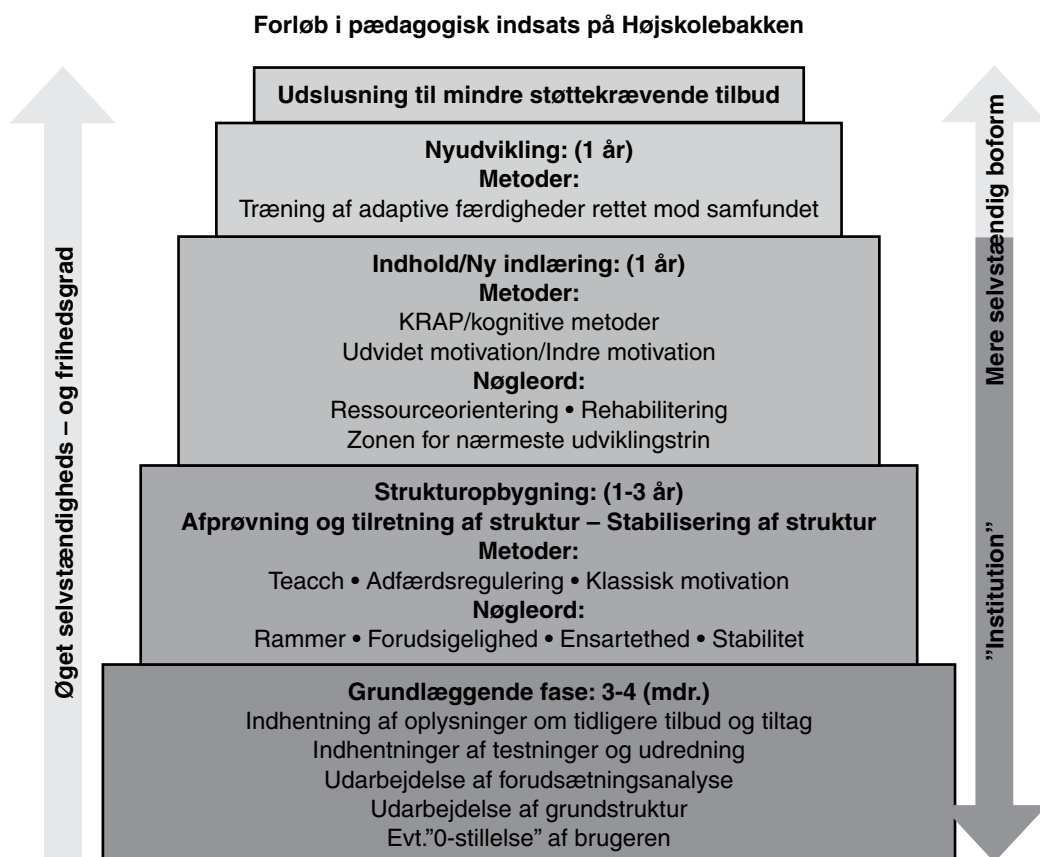 Forløb i pædagogisk indsats på Højskolebakken
Udslusning til mindre støttekrævende tilbud
Nyudvikling: (1 år)
Metoder:
Træning af adaptive færdigheder rettet mod samfundet
Indhold/Ny indlæring: (1 år)
Metoder:
KRAP/kognitive metoder
Udvidet motivation/Indre motivation
Nøgleord:
Ressourceorientering • Rehabilitering
Zonen for nærmeste udviklingstrin
Strukturopbygning: (1-3 år)
Afprøvning og tilretning af struktur – Stabilisering af struktur
Metoder:
Teacch • Adfærdsregulering • Klassisk motivation
Nøgleord:
Rammer • Forudsigelighed • Ensartethed • Stabilitet
Grundlæggende fase: 3-4 (mdr.)
Indhentning af oplysninger om tidligere tilbud og tiltag
Indhentninger af testninger og udredning
Udarbejdelse af forudsætningsanalyse
Udarbejdelse af grundstruktur
Evt.”0-stillelse” af brugeren
Øget selvstændigheds – og frihedsgrad
Mere selvstændig boform
”Institution”